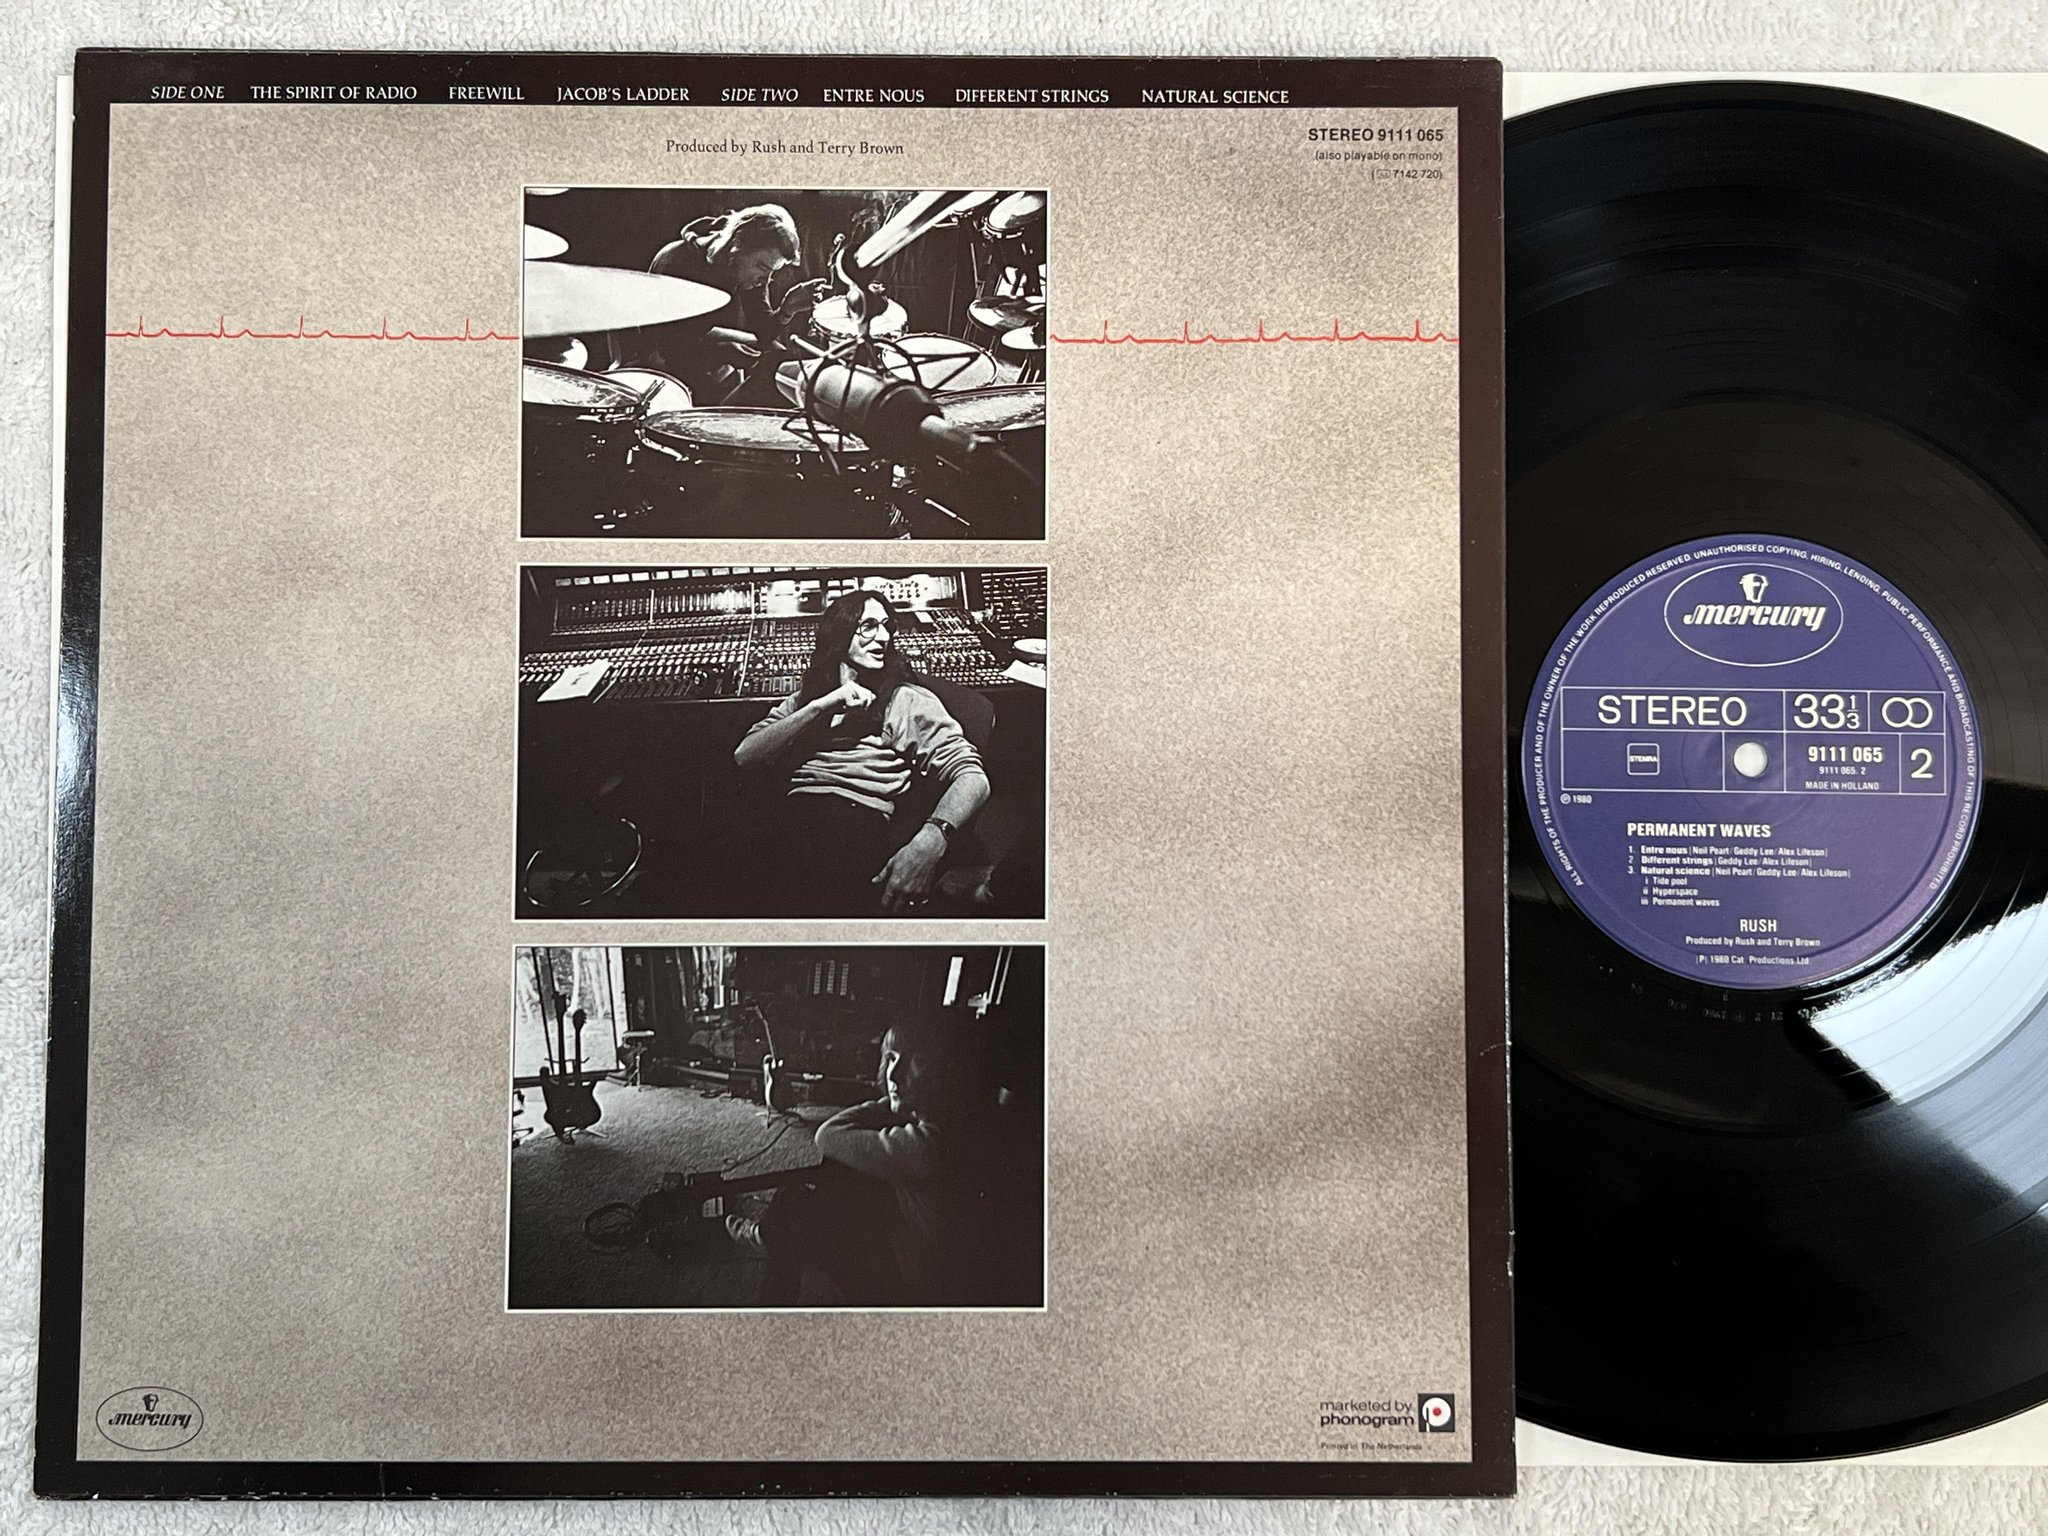 SIDE ONE THE SPIRIT OF RADIO FREEWILL JACOB'S LADDER SIDE TWO ENTRE NOUS DIFFERENT STRINGS NATURAL SCIENCE
Produced by Rush and Terry Brown
STEREO 9111 065
(also playable on mono)
(7142 720)
mercury
marketed by
phonogram
Printed in The Netherlands
ALL RIGHTS OF THE PRODUCER AND OF THE OWNER OF THE WORK REPRODUCED RESERVED. UNAUTHORISED COPYING, HIRING, LENDING, PUBLIC PERFORMANCE AND BROADCASTING OF THIS RECORD PROHIBITED.
mercury
STEREO 33 1/3
STEMRA 9111 065 2
9111 065.2
MADE IN HOLLAND
℗ 1980
PERMANENT WAVES
1. Entre nous (Neil Peart/Geddy Lee/Alex Lifeson)
2 Different strings (Geddy Lee/Alex Lifeson)
3. Natural science (Neil Peart/Geddy Lee/Alex Lifeson)
i Tide pool
ii Hyperspace
iii Permanent waves
RUSH
Produced by Rush and Terry Brown
(P) 1980 Cat. Productions Ltd.